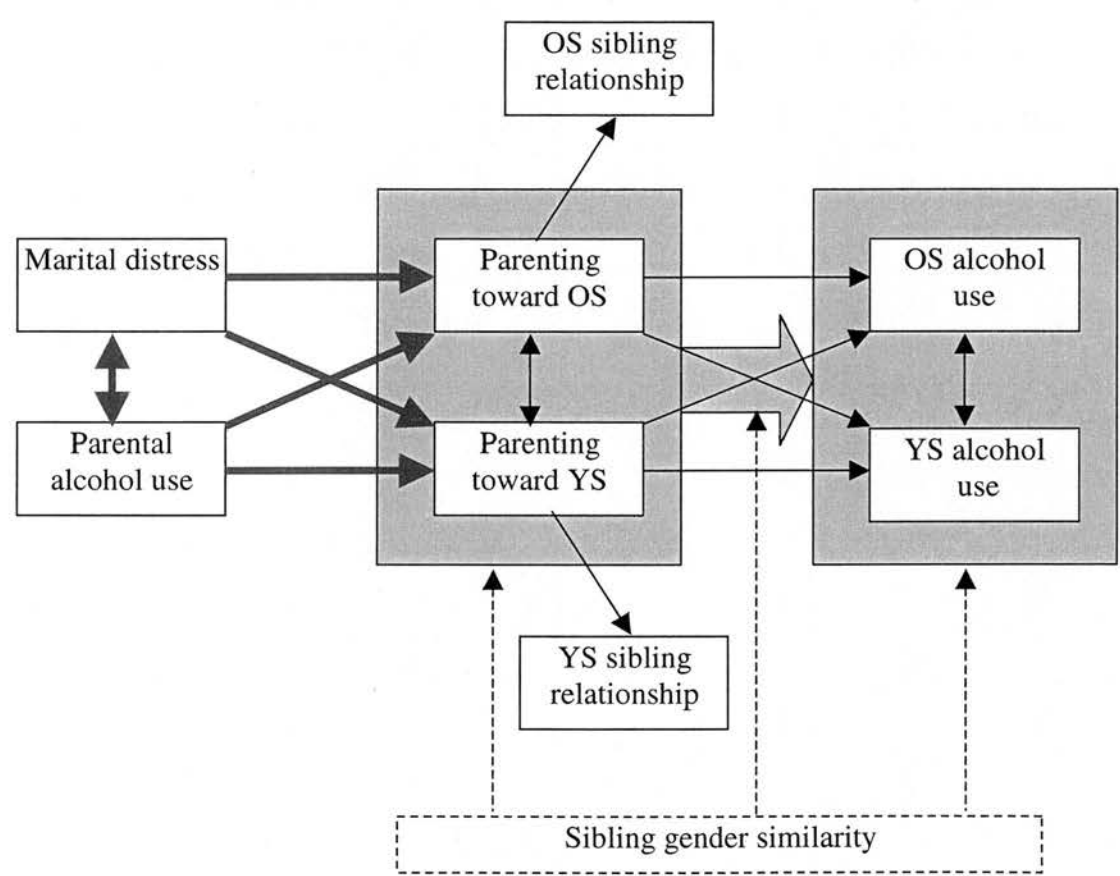 OS sibling
relationship
Marital distress
Parenting
toward OS
OS alcohol
use
Parental
alcohol use
Parenting
toward YS
YS alcohol
use
YS sibling
relationship
Sibling gender similarity